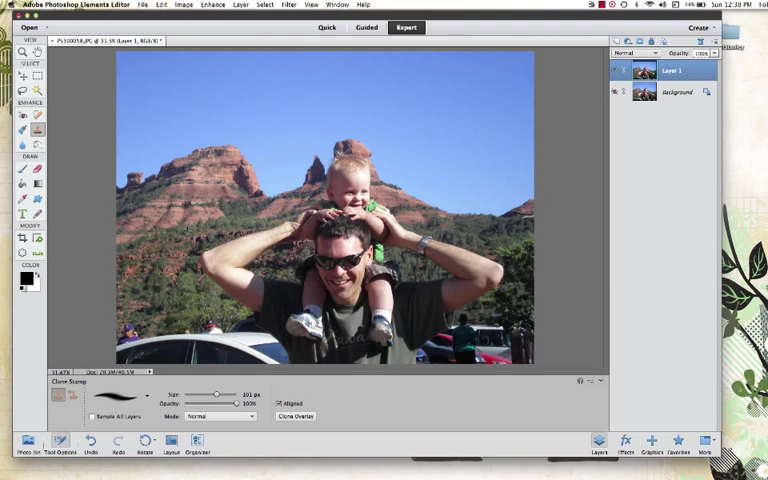 Adobe Photoshop Elements Editor File Edit Image Enhance Layer Select Filter View Window Help
Sun 12:38 PM
Open Quick Guided Expert Create
VIEW
SELECT
ENHANCE
DRAW
MODIFY
COLOR
Normal Opacity: 100%
Layer 1
Background
Clone Stamp
Size: 101 px
Opacity: 100%
Sample All Layers Mode: Normal
Aligned
Clone Overlay
Photo Bin Tool Options Undo Redo Rotate Layout Organizer
Layers Effects Graphics Favorites More